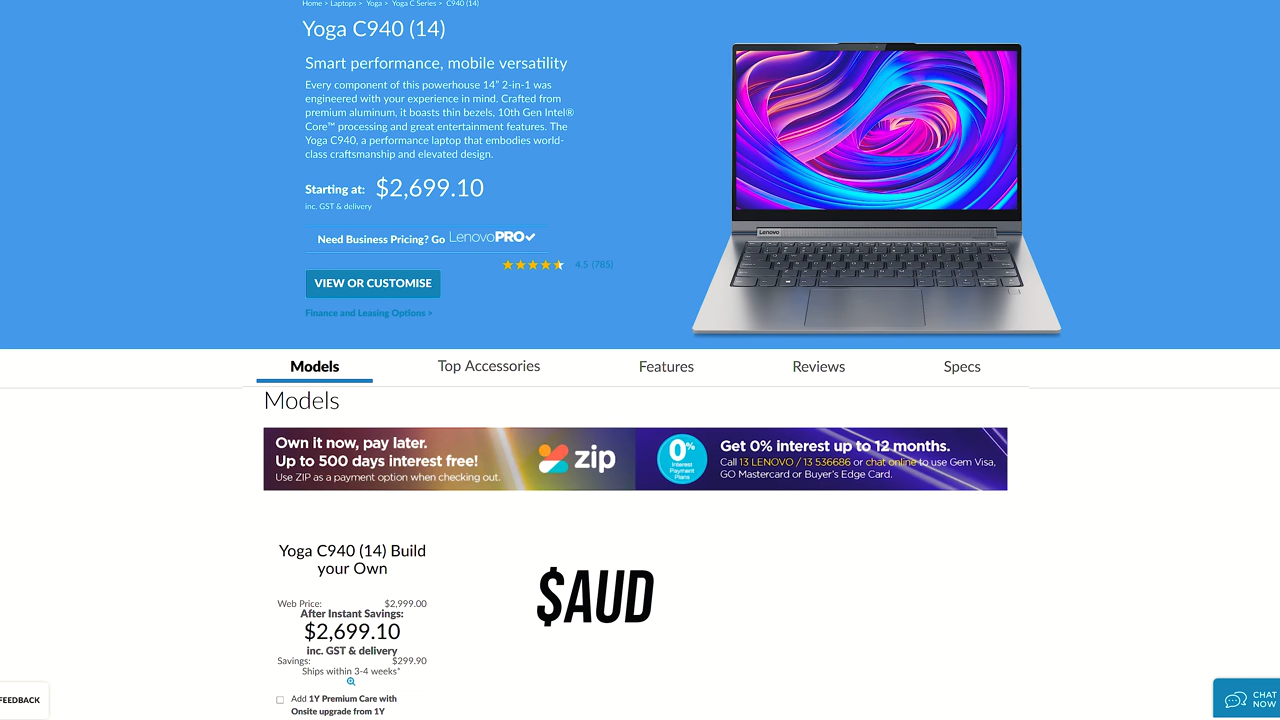 Home > Laptops > Yoga > Yoga C Series > C940 (14)
Yoga C940 (14)
Smart performance, mobile versatility
Every component of this powerhouse 14" 2-in-1 was
engineered with your experience in mind. Crafted from
premium aluminum, it boasts thin bezels, 10th Gen Intel®
Core™ processing and great entertainment features. The
Yoga C940, a performance laptop that embodies world-
class craftsmanship and elevated design.
Starting at: $2,699.10
inc. GST & delivery
Need Business Pricing? Go LenovoPRO
4.5 (785)
VIEW OR CUSTOMISE
Finance and Leasing Options >
Lenovo
Models Top Accessories Features Reviews Specs
Models
Own it now, pay later.
Up to 500 days interest free!
Use ZIP as a payment option when checking out.
zip
0%
Interest
Payment
Plans
Get 0% interest up to 12 months.
Call 13 LENOVO / 13 536686 or chat online to use Gem Visa,
GO Mastercard or Buyer's Edge Card.
Yoga C940 (14) Build
your Own
Web Price: $2,999.00
After Instant Savings:
$2,699.10
inc. GST & delivery
Savings: $299.90
Ships within 3-4 weeks*
Add 1Y Premium Care with
Onsite upgrade from 1Y
$AUD
FEEDBACK
CHAT
NOW